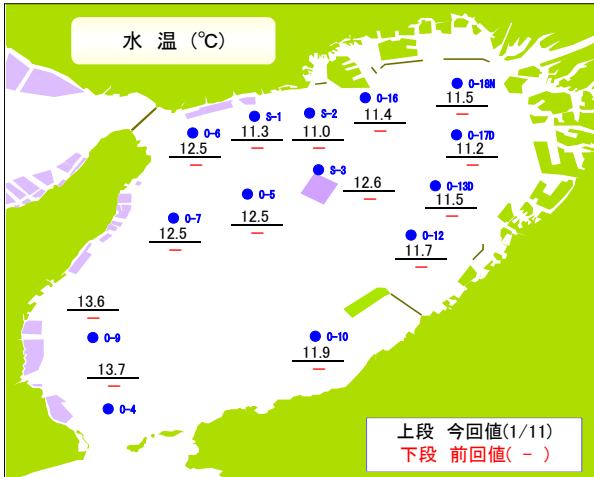 水 温 (℃)
O-18N
11.5
—
O-16
11.4
—
S-2
11.0
—
S-1
11.3
—
O-6
12.5
—
O-17D
11.2
—
S-3
12.6
—
O-13D
11.5
—
O-5
12.5
—
O-7
12.5
—
O-12
11.7
—
13.6
—
O-9
O-10
11.9
—
13.7
—
O-4
上段 今回値(1/11)
下段 前回値( - )